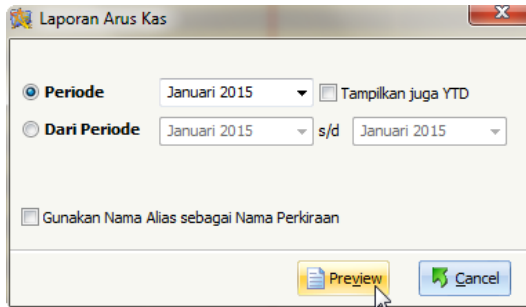 Laporan Arus Kas
Periode Januari 2015 Tampilkan juga YTD
Dari Periode Januari 2015 s/d Januari 2015
Gunakan Nama Alias sebagai Nama Perkiraan
Preview Cancel